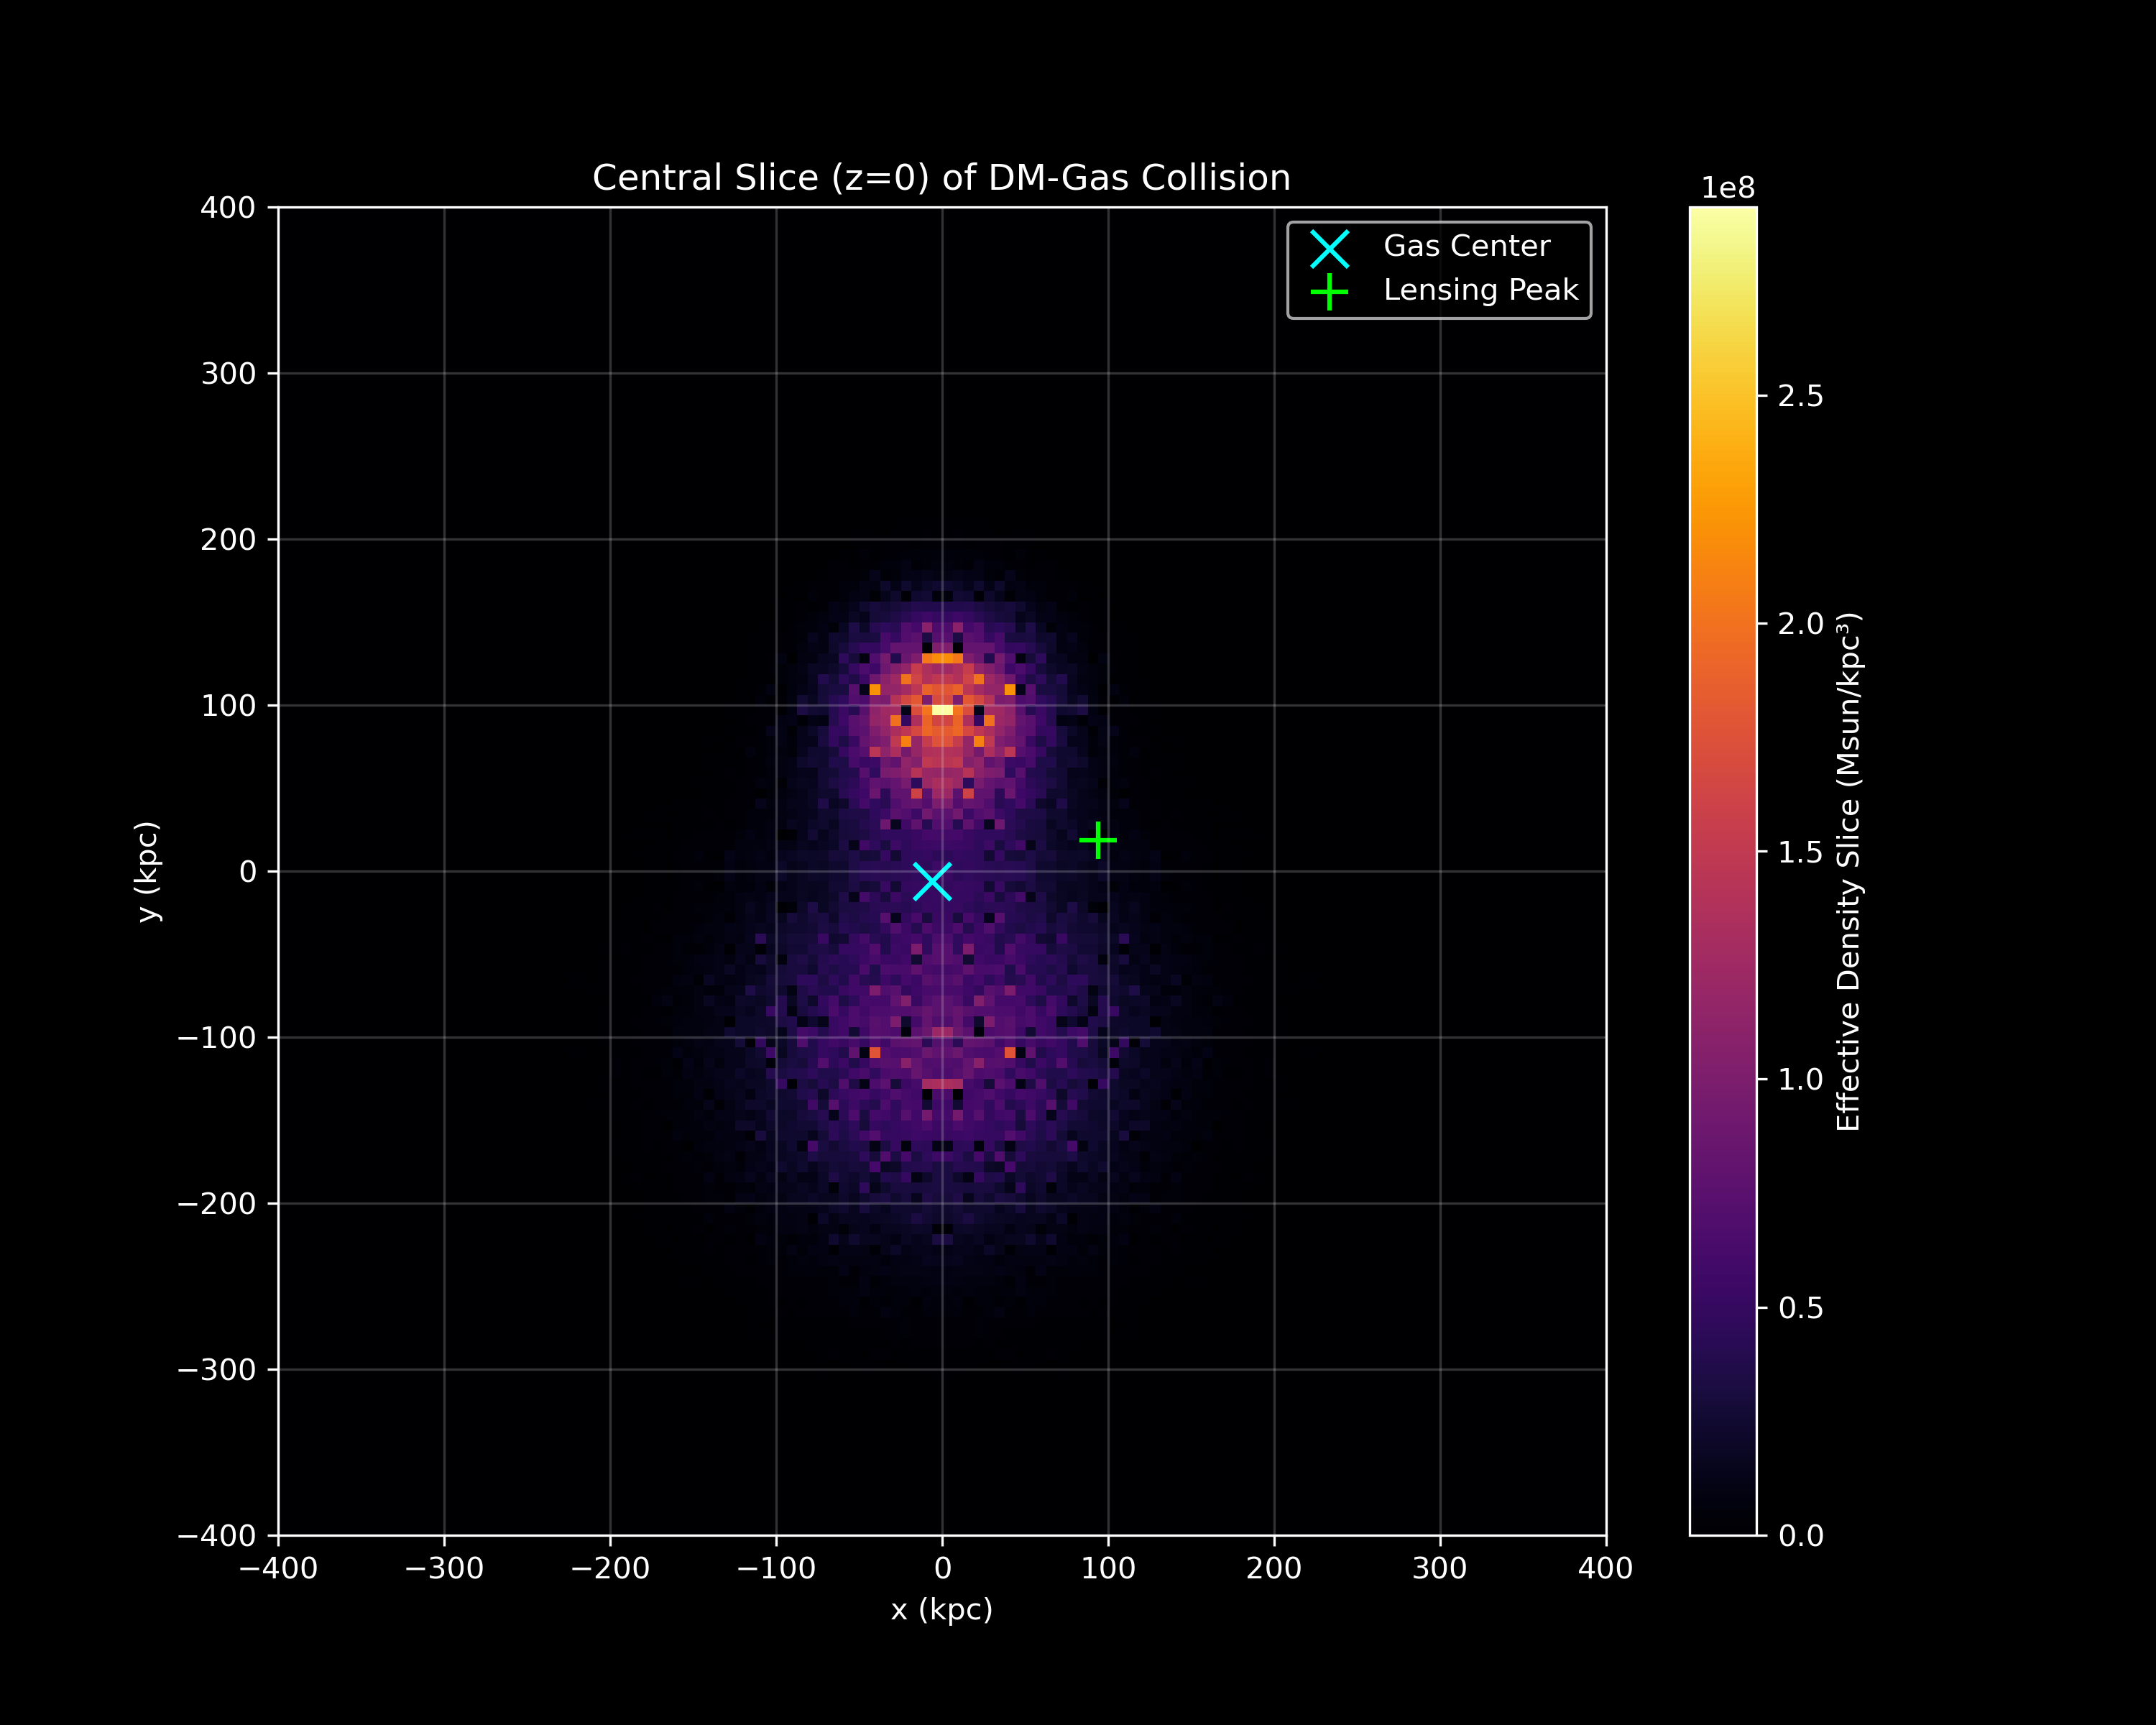 Central Slice (z=0) of DM-Gas Collision
1e8
Gas Center
Lensing Peak
400
300
200
100
0
−100
−200
−300
−400
y (kpc)
−400 −300 −200 −100 0 100 200 300 400
x (kpc)
2.5
2.0
1.5
1.0
0.5
0.0
Effective Density Slice (Msun/kpc³)